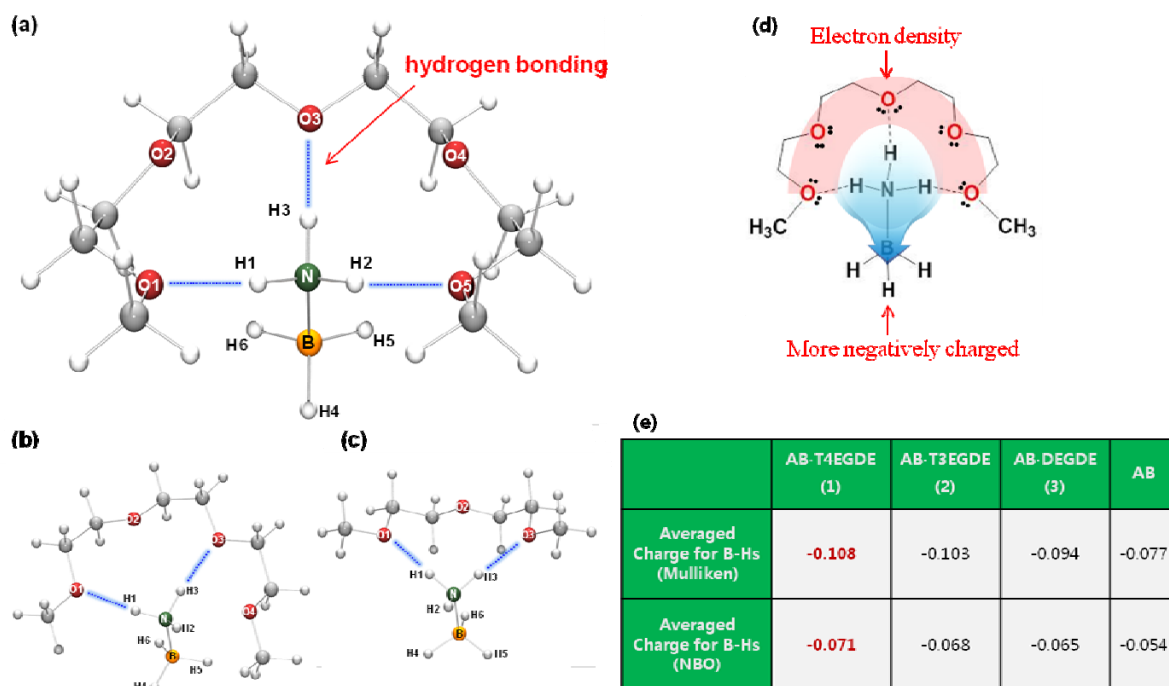 (a)
hydrogen bonding
O3
O2
O4
H3
H1
H2
O1
N
O5
H6
B
H5
H4
(b)
O2
O3
O1
H1
H3
N
H2
O4
H6
B
H5
(c)
O2
O1
O3
H1
H3
H2
N
H6
B
H4
H5
(d)
Electron density
O
O
O
H
O
H
N
H
O
H3C
CH3
B
H
H
H
More negatively charged
(e)
AB-T4EGDE (1)
AB-T3EGDE (2)
AB-DEGDE (3)
AB
Averaged
Charge for B-Hs
(Mulliken)
-0.108
-0.103
-0.094
-0.077
Averaged
Charge for B-Hs
(NBO)
-0.071
-0.068
-0.065
-0.054